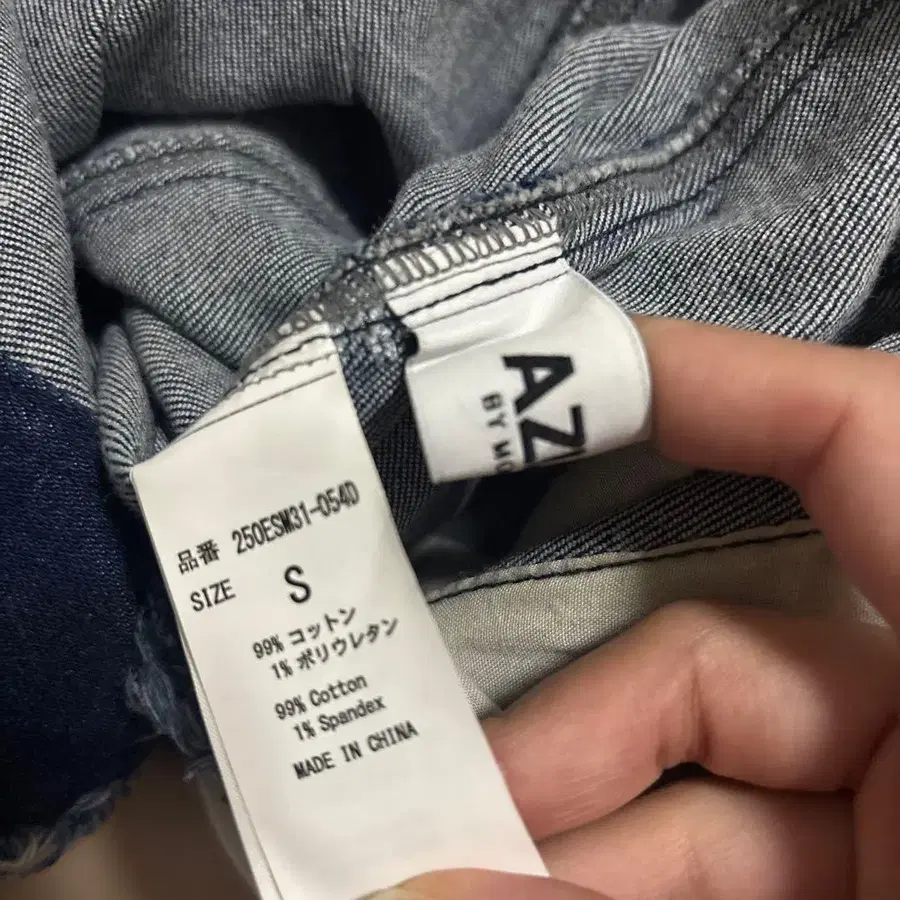 品番 250ESM31-054D
SIZE S
99% コットン
1% ポリウレタン
99% Cotton
1% Spandex
MADE IN CHINA
AZ
BY MO